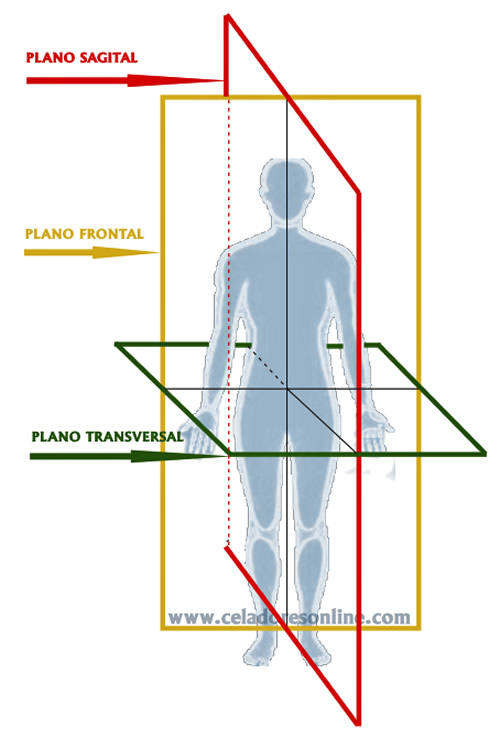 PLANO SAGITAL
PLANO FRONTAL
PLANO TRANSVERSAL
www.celadoresonline.com